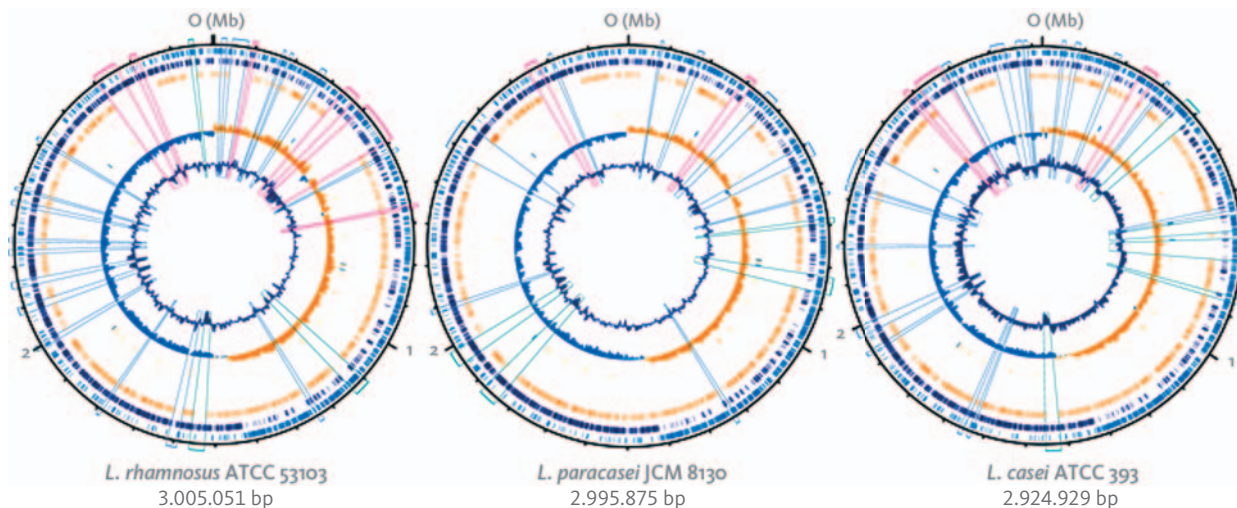 O (Mb)
O (Mb)
O (Mb)
2
1
2
1
2
1
L. rhamnosus ATCC 53103
L. paracasei JCM 8130
L. casei ATCC 393
3.005.051 bp
2.995.875 bp
2.924.929 bp